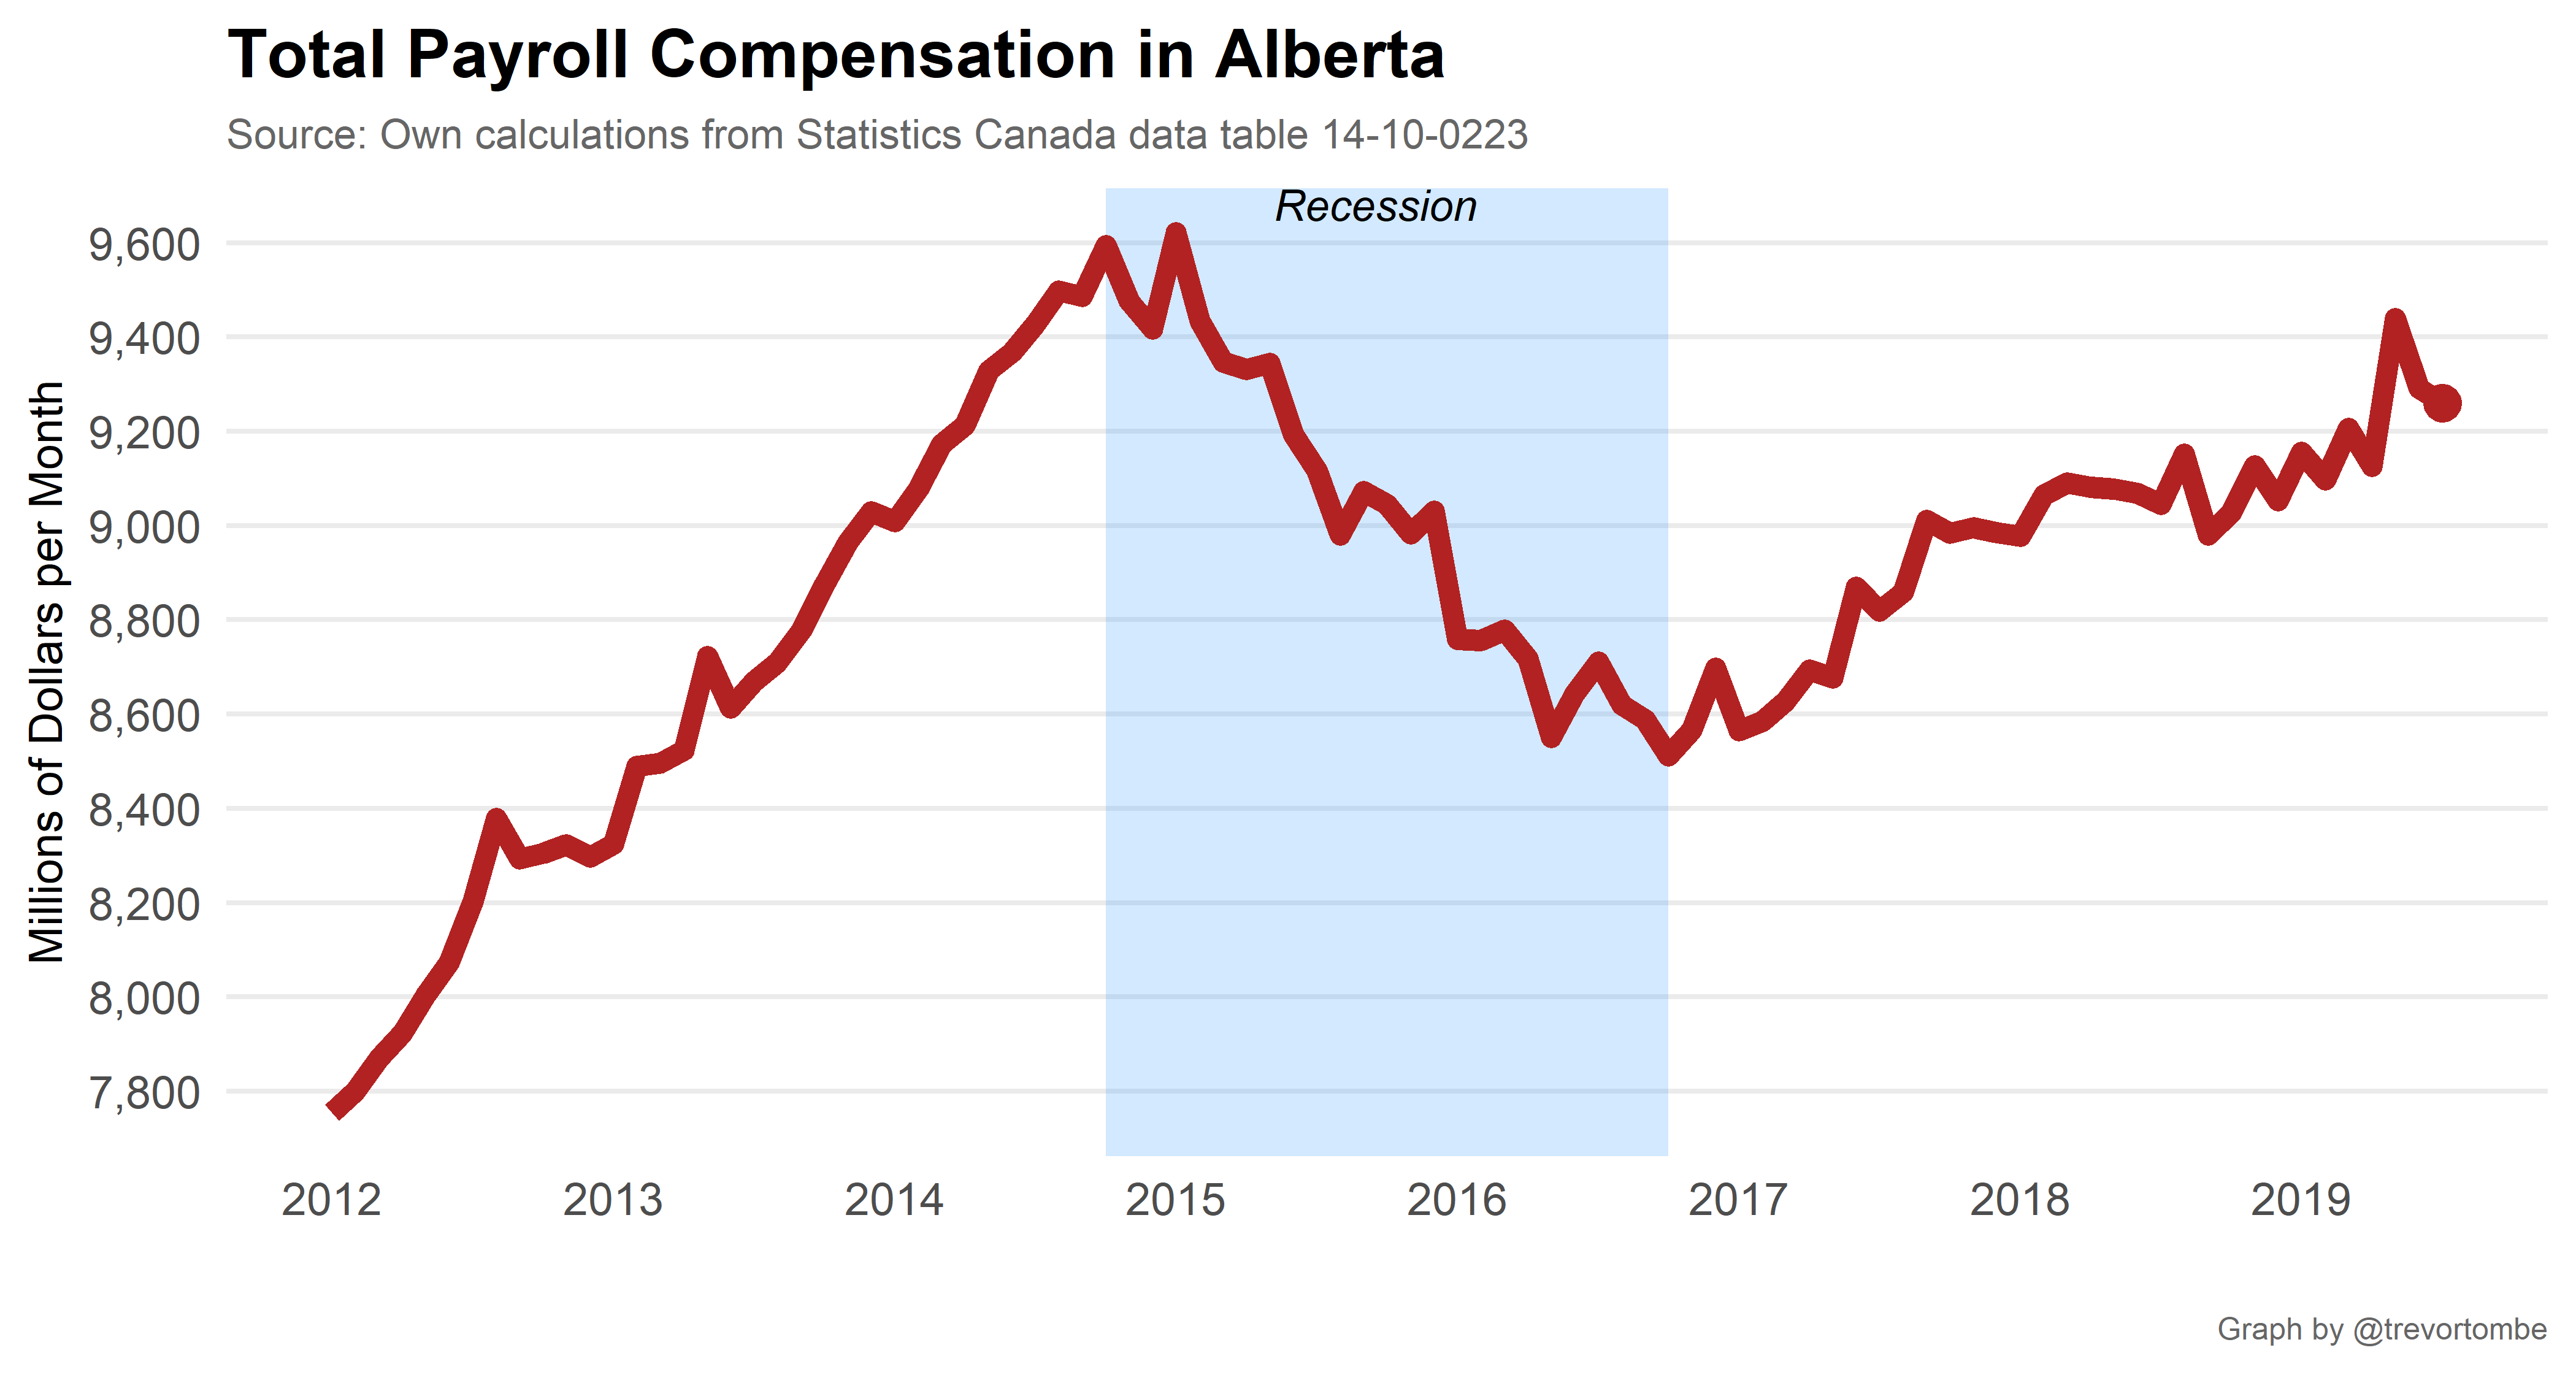 Total Payroll Compensation in Alberta
Source: Own calculations from Statistics Canada data table 14-10-0223
Recession
Millions of Dollars per Month
9,600
9,400
9,200
9,000
8,800
8,600
8,400
8,200
8,000
7,800
2012 2013 2014 2015 2016 2017 2018 2019
Graph by @trevortombe